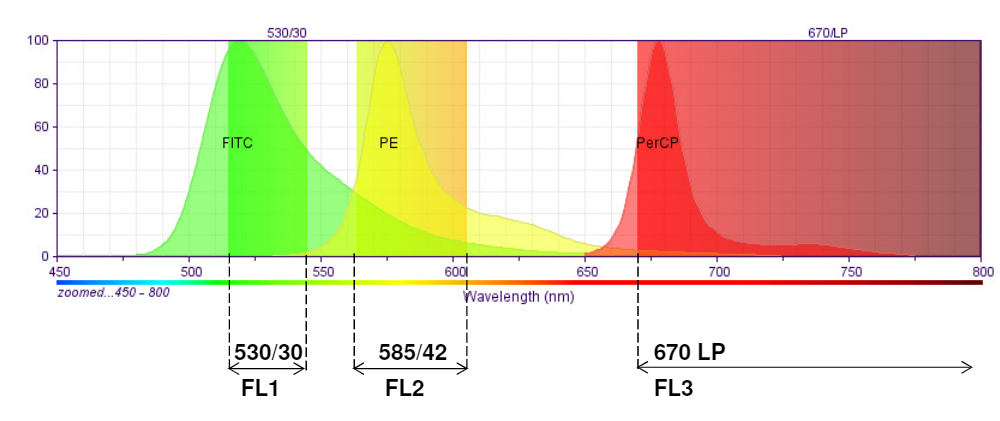 530/30 670/LP
100
80
60
40
20
0
FITC PE PerCP
450 500 550 600 650 700 750 800
zoomed...450 - 800 Wavelength (nm)
530/30 585/42 670 LP
FL1 FL2 FL3